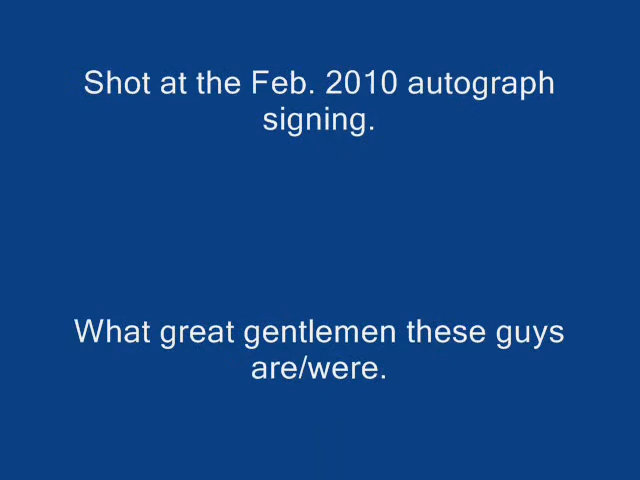 Shot at the Feb. 2010 autograph
signing.
What great gentlemen these guys
are/were.